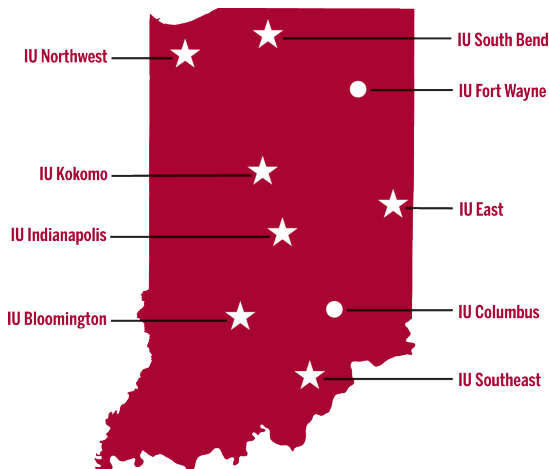 IU Northwest
IU South Bend
IU Fort Wayne
IU Kokomo
IU East
IU Indianapolis
IU Bloomington
IU Columbus
IU Southeast